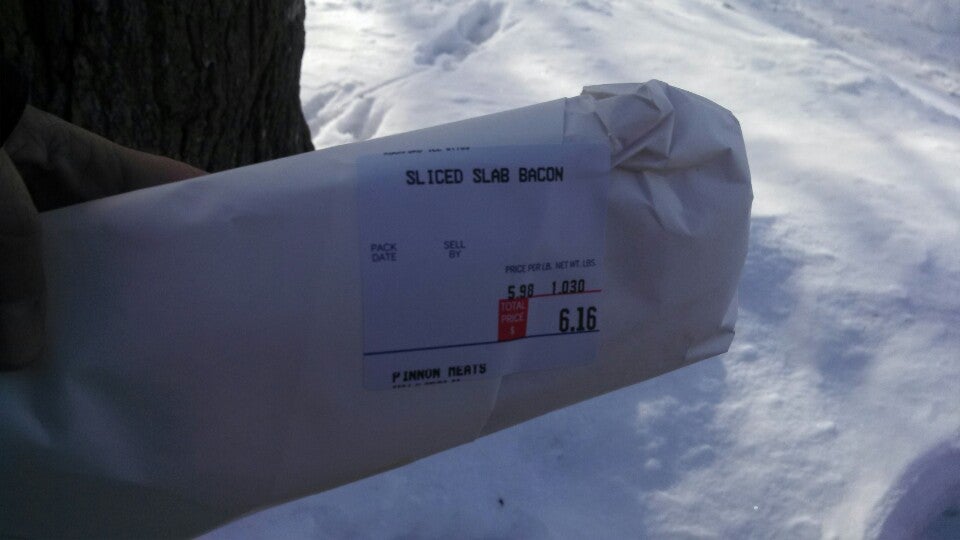 SLICED SLAB BACON
PACK DATE
SELL BY
PRICE PER LB. NET WT. LBS.
5.98 1.030
TOTAL PRICE $
6.16
PINNON MEATS